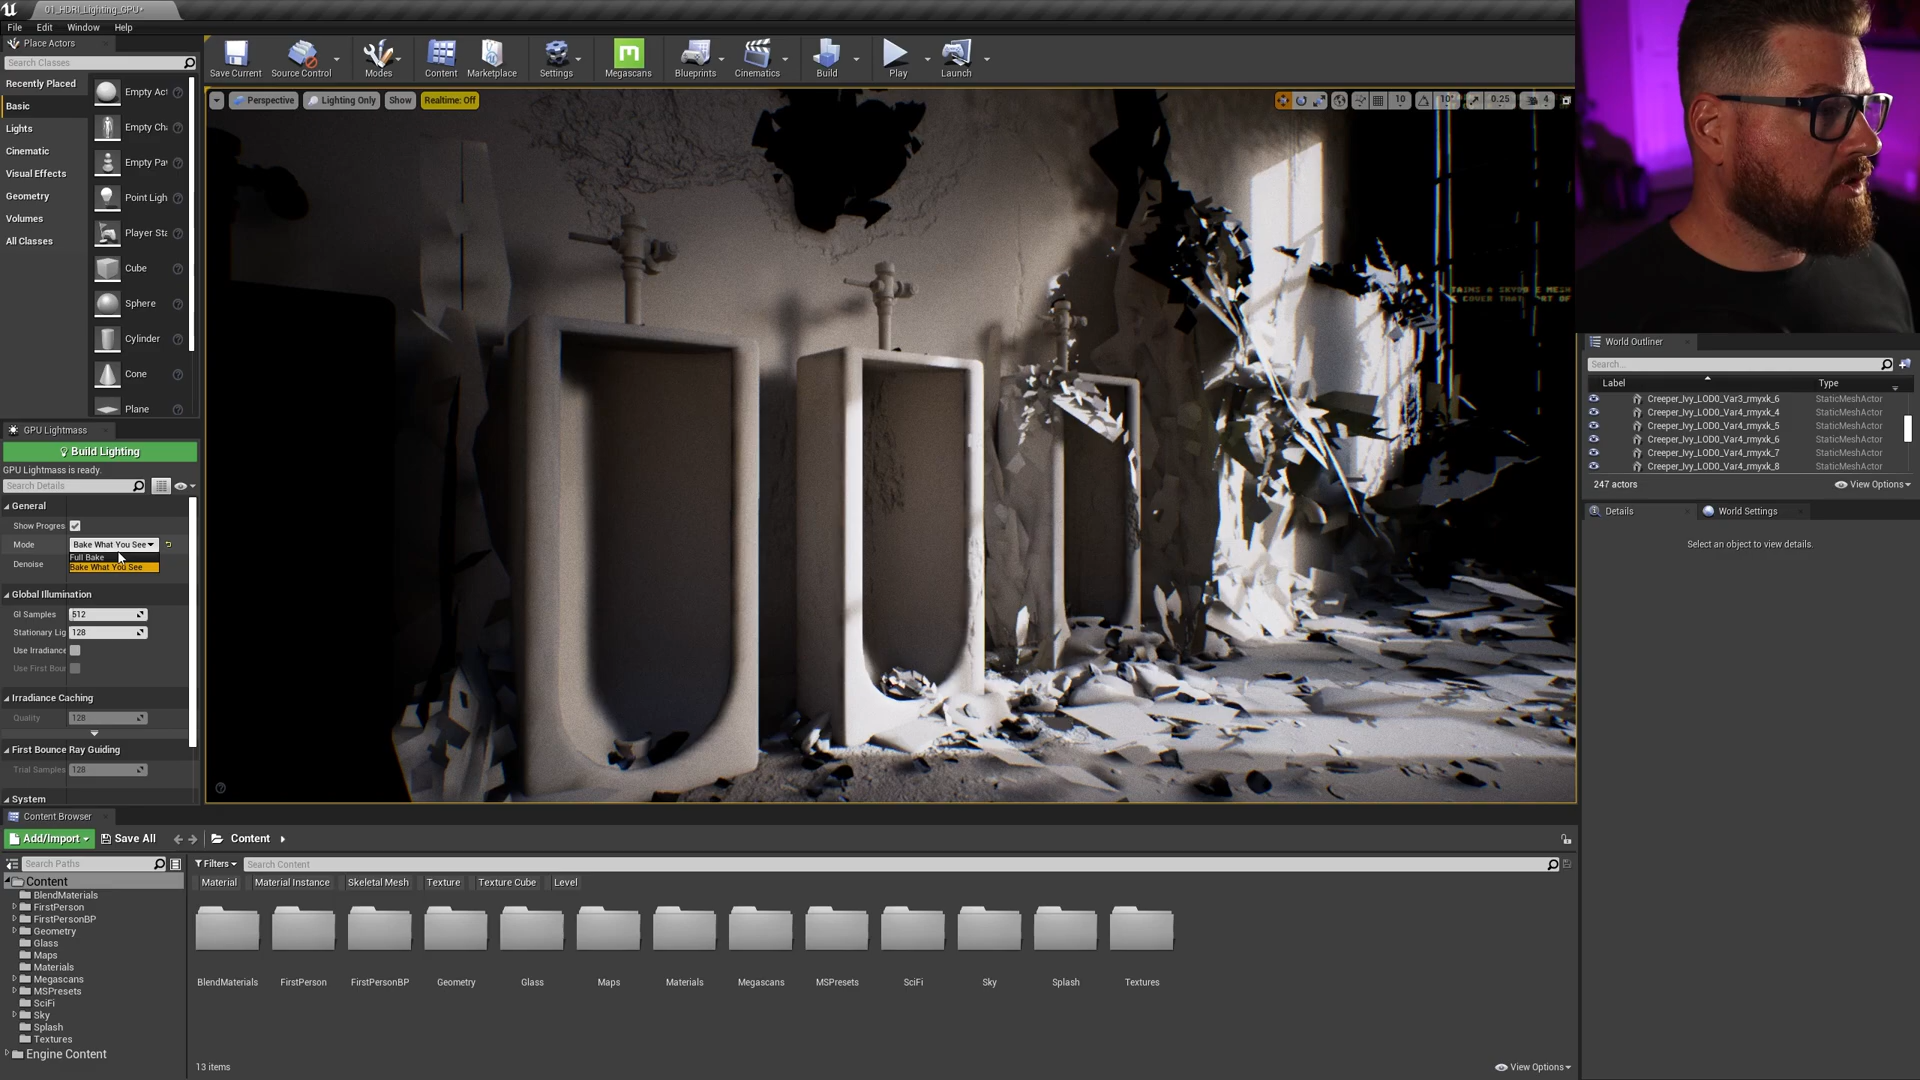 01_HDRI_Lighting_GPU*
File Edit Window Help
Place Actors
Search Classes
Recently Placed
Basic
Lights
Cinematic
Visual Effects
Geometry
Volumes
All Classes
Empty Act
Empty Cha
Empty Pav
Point Ligh
Player Sta
Cube
Sphere
Cylinder
Cone
Plane
Save Current
Source Control
Modes
Content
Marketplace
Settings
Megascans
Blueprints
Cinematics
Build
Play
Launch
Perspective
Lighting Only
Show
Realtime: Off
10
10°
0.25
4
GPU Lightmass
Build Lighting
GPU Lightmass is ready.
Search Details
General
Show Progres
Mode Bake What You See
Full Bake
Bake What You See
Denoise
Global Illumination
GI Samples 512
Stationary Lig 128
Use Irradiance
Use First Boun
Irradiance Caching
Quality 128
First Bounce Ray Guiding
Trial Samples 128
System
World Outliner
Search...
Label Type
Creeper_Ivy_LOD0_Var3_rmyxk_6 StaticMeshActor
Creeper_Ivy_LOD0_Var4_rmyxk_4 StaticMeshActor
Creeper_Ivy_LOD0_Var4_rmyxk_5 StaticMeshActor
Creeper_Ivy_LOD0_Var4_rmyxk_6 StaticMeshActor
Creeper_Ivy_LOD0_Var4_rmyxk_7 StaticMeshActor
Creeper_Ivy_LOD0_Var4_rmyxk_8 StaticMeshActor
247 actors View Options
Details World Settings
Select an object to view details.
Content Browser
Add/Import Save All Content
Search Paths
Content
BlendMaterials
FirstPerson
FirstPersonBP
Geometry
Glass
Maps
Materials
Megascans
MSPresets
SciFi
Sky
Splash
Textures
Engine Content
Filters Search Content
Material Material Instance Skeletal Mesh Texture Texture Cube Level
BlendMaterials FirstPerson FirstPersonBP Geometry Glass Maps Materials Megascans MSPresets SciFi Sky Splash Textures
13 items View Options